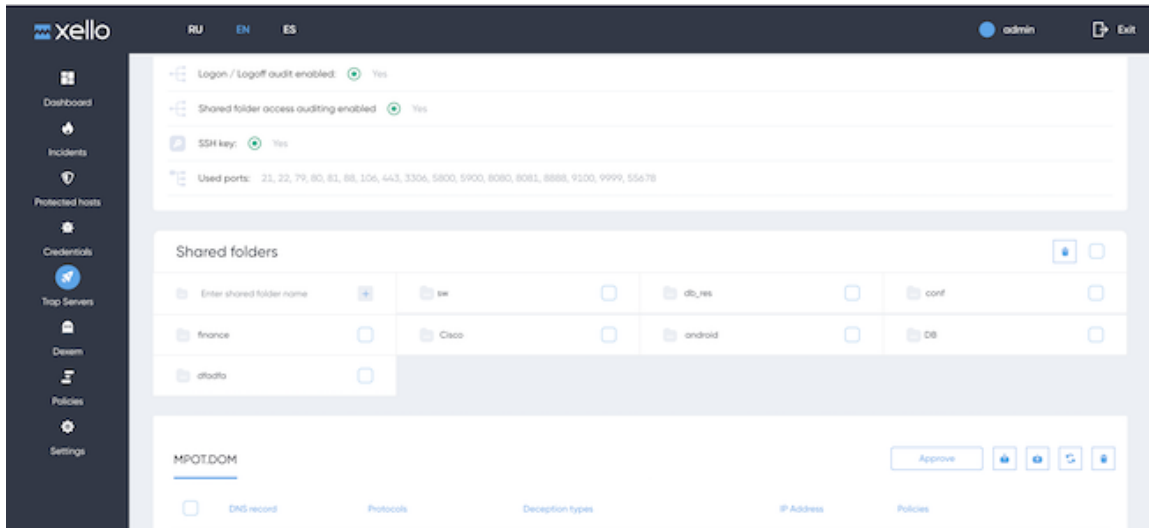 xello
RU EN ES
admin
Exit
Dashboard
Incidents
Protected hosts
Credentials
Trap Servers
Dexem
Policies
Settings
Logon / Logoff audit enabled: Yes
Shared folder access auditing enabled Yes
SSH key: Yes
Used ports: 21, 22, 79, 80, 81, 88, 106, 443, 3306, 5800, 5900, 8080, 8081, 8888, 9100, 9999, 55678
Shared folders
Enter shared folder name + sw db_res conf
finance Cisco android DB
dfadfa
MPOT.DOM
Approve
DNS record Protocols Deception types IP Address Policies